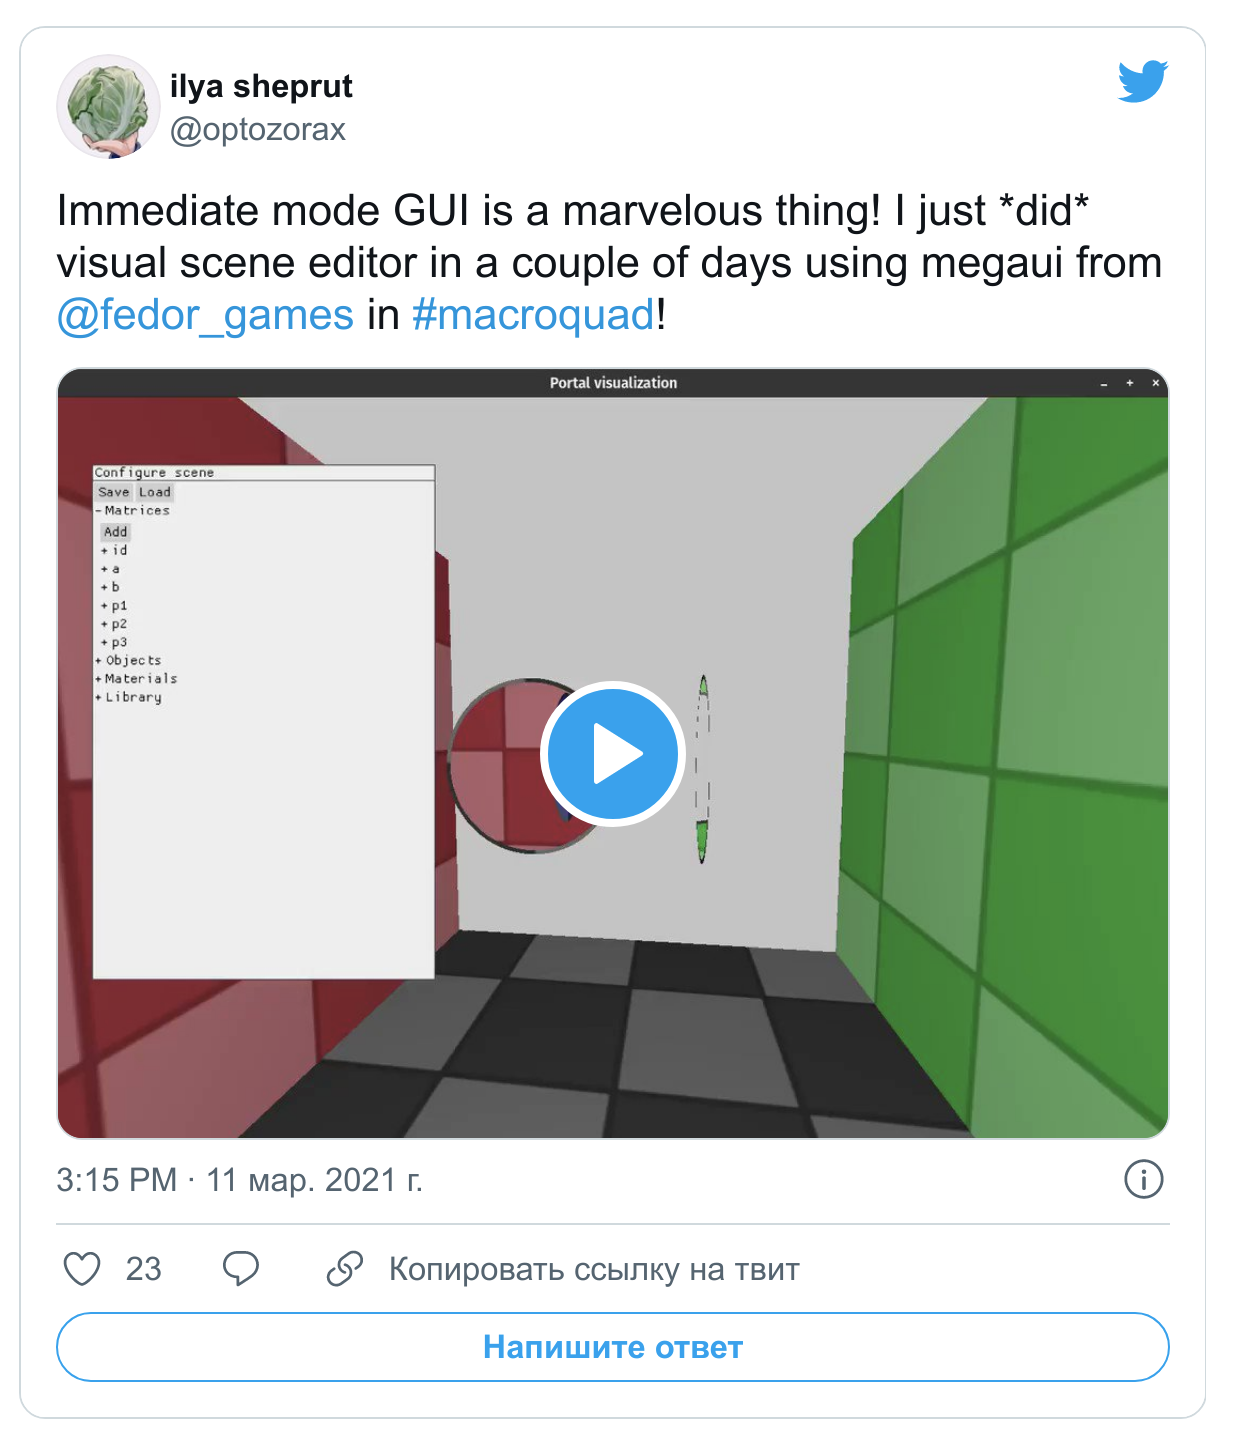 ilya sheprut
@optozorax
Immediate mode GUI is a marvelous thing! I just *did*
visual scene editor in a couple of days using megaui from
@fedor_games in #macroquad!
Portal visualization
Configure scene
Save Load
-Matrices
Add
+id
+a
+b
+p1
+p2
+p3
+Objects
+Materials
+Library
3:15 PM · 11 мар. 2021 г.
23
Копировать ссылку на твит
Напишите ответ